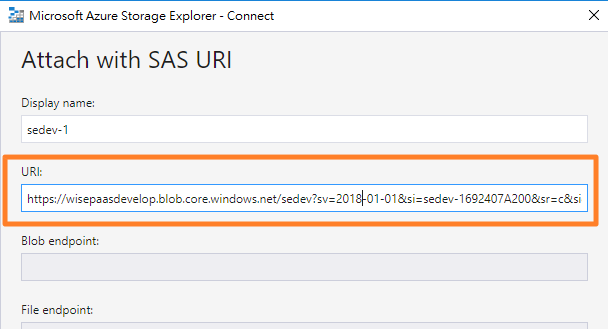 Microsoft Azure Storage Explorer - Connect
Attach with SAS URI
Display name:
sedev-1
URI:
https://wisepaasdevelop.blob.core.windows.net/sedev?sv=2018-01-01&si=sedev-1692407A200&sr=c&si
Blob endpoint:
File endpoint: